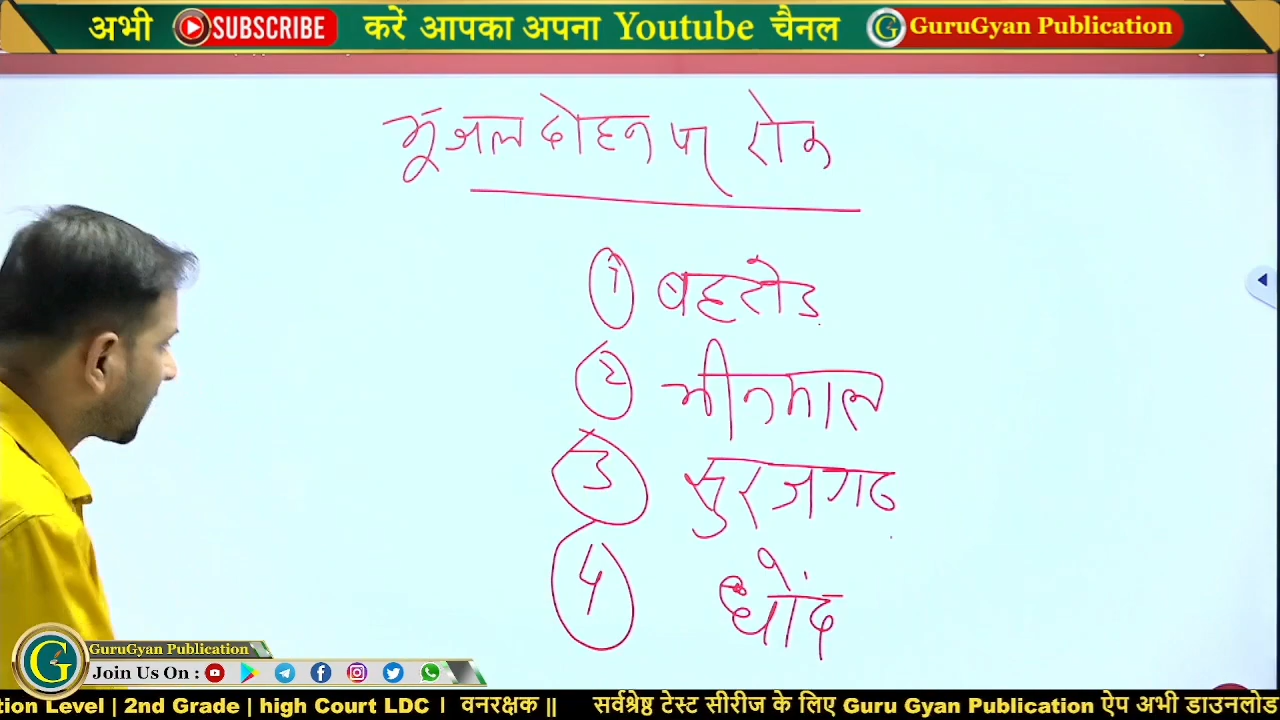 अभी SUBSCRIBE करें आपका अपना Youtube चैनल GuruGyan Publication
भूजल दोहन पर रोक
1 बहरोड़
2 भीनमाल
3 सुरजगढ़
4 धोंद
GuruGyan Publication
Join Us On :
tion Level | 2nd Grade | high Court LDC । वनरक्षक || सर्वश्रेष्ठ टेस्ट सीरीज के लिए Guru Gyan Publication ऐप अभी डाउनलोड